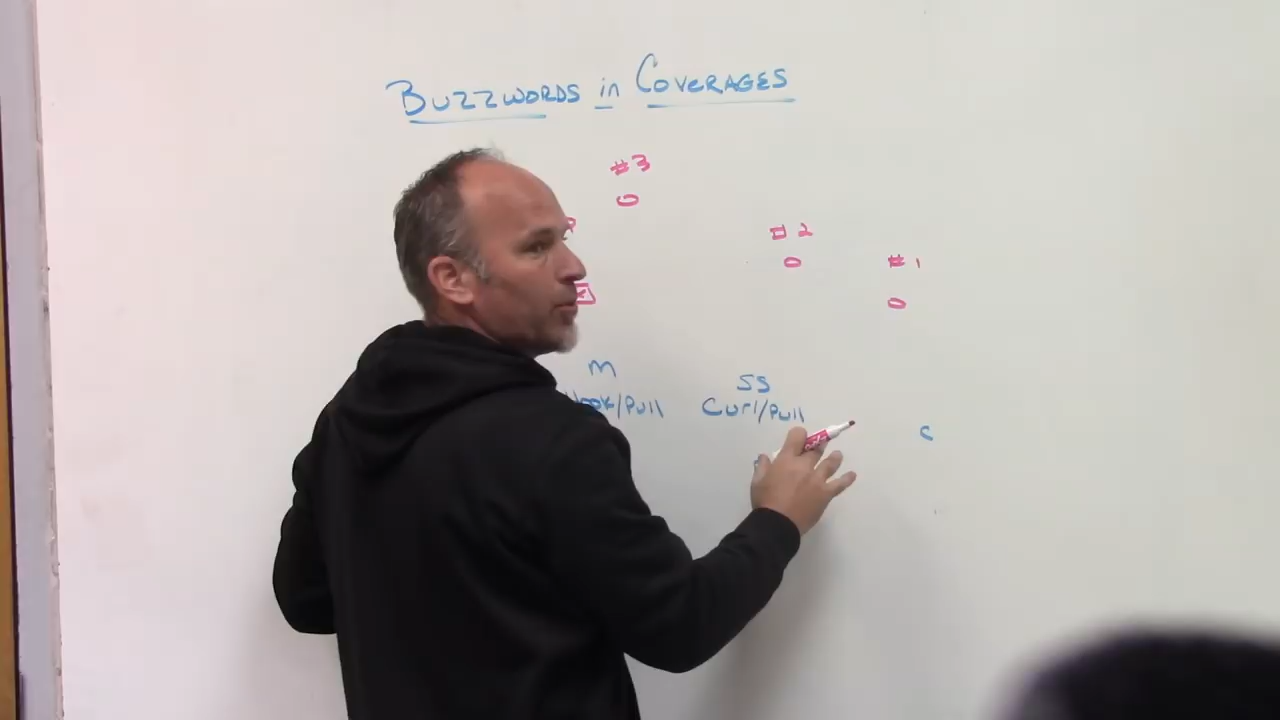 BUZZWORDS in COVERAGES
#3
O
#2
#1
O
O
M
SS
Hook/Pull
Curl/Pull
C